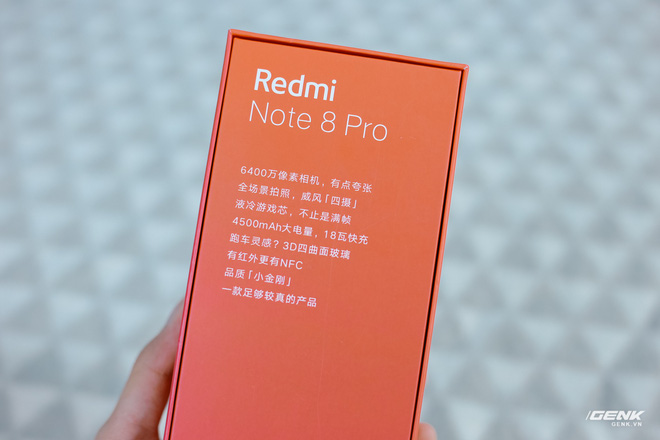 Redmi
Note 8 Pro
6400万像素相机，有点夸张
全场景拍照，威风「四摄」
液冷游戏芯，不止是满帧
4500mAh大电量，18瓦快充
跑车灵感？3D四曲面玻璃
有红外更有NFC
品质「小金刚」
一款足够较真的产品
GENK
GENK.VN